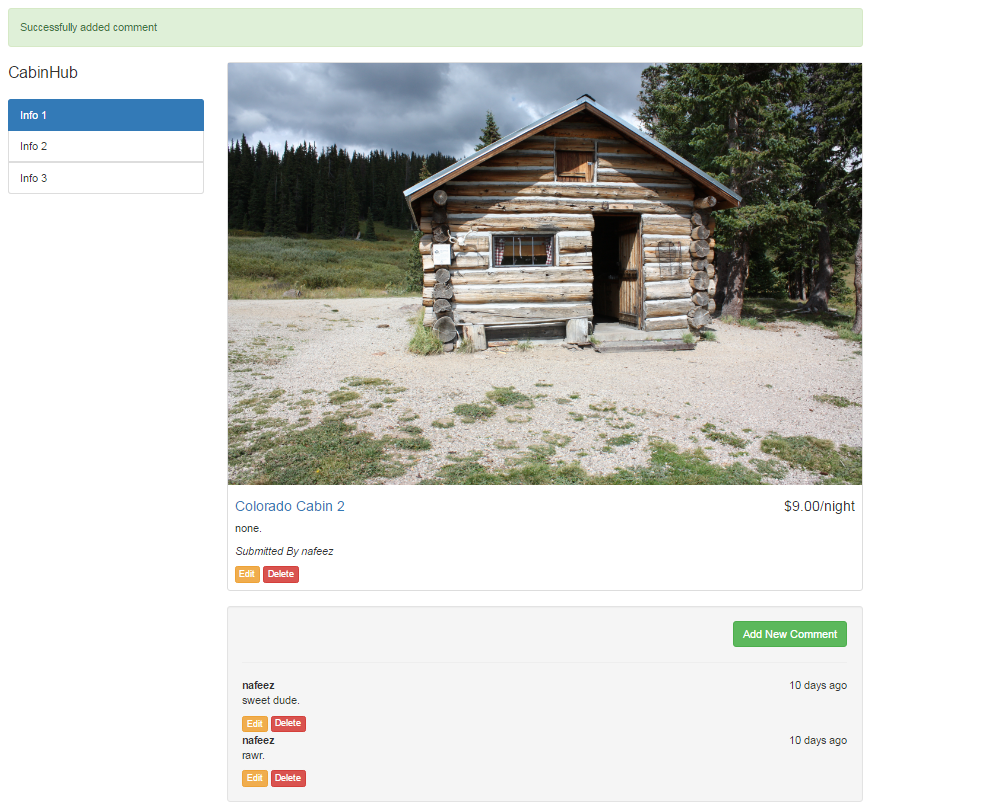 Successfully added comment
CabinHub
Info 1
Info 2
Info 3
Colorado Cabin 2 $9.00/night
none.
Submitted By nafeez
Edit Delete
Add New Comment
nafeez 10 days ago
sweet dude.
Edit Delete
nafeez 10 days ago
rawr.
Edit Delete